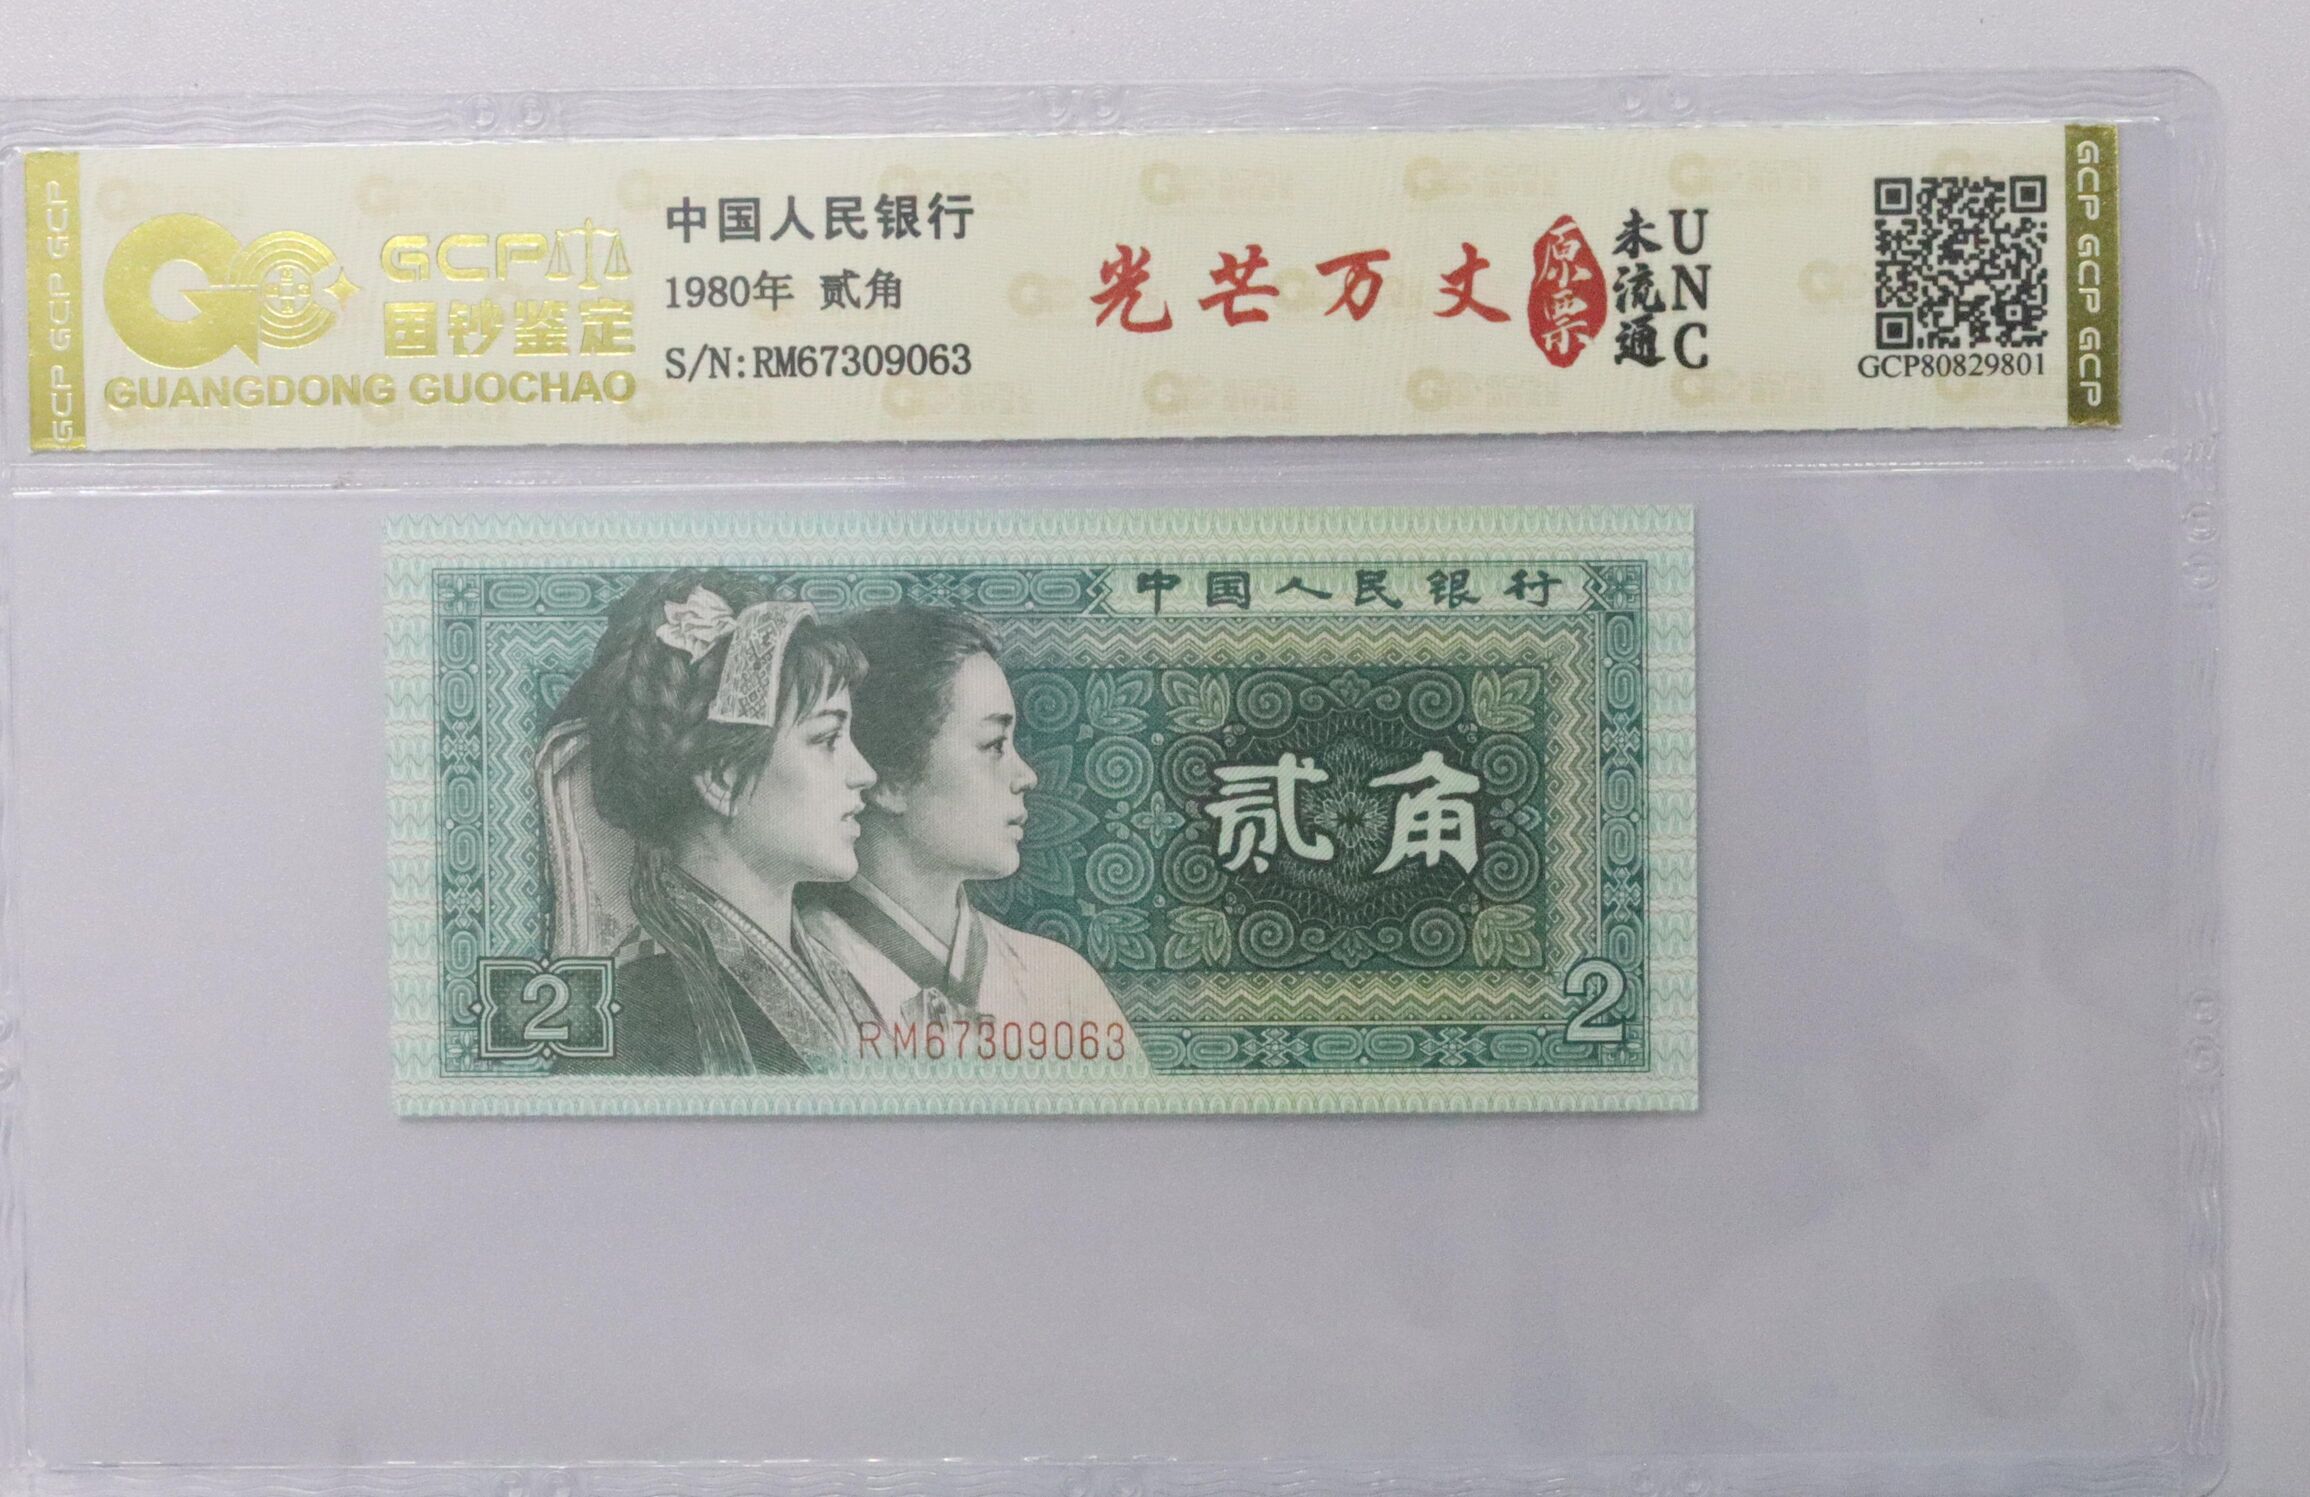 GCP GCP GCP
GCP
国钞鉴定
GUANGDONG GUOCHAO
中国人民银行
1980年 贰角
S/N:RM67309063
光芒万丈
原票
未流通
UNC
GCP80829801
GCP GCP GCP
中国人民银行
贰角
2
2
RM67309063